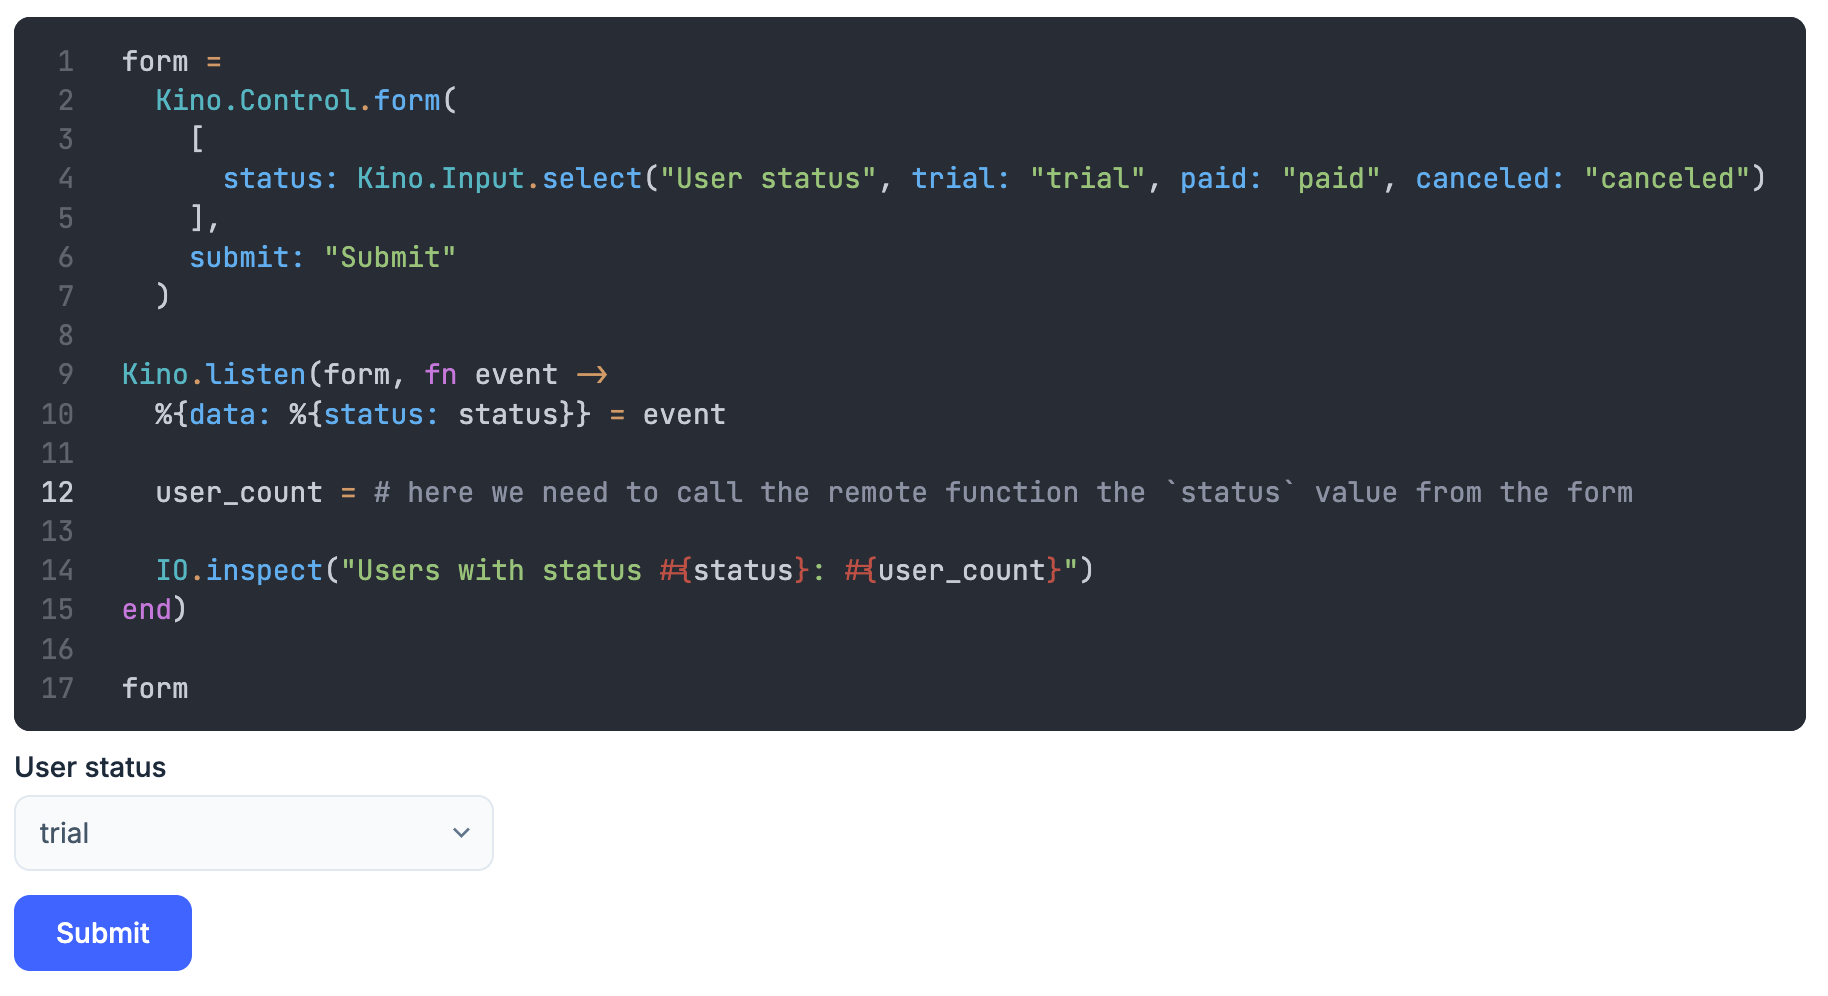 1 form =
2   Kino.Control.form(
3     [
4       status: Kino.Input.select("User status", trial: "trial", paid: "paid", canceled: "canceled")
5     ],
6     submit: "Submit"
7   )
8
9 Kino.listen(form, fn event ->
10   %{data: %{status: status}} = event
11
12   user_count = # here we need to call the remote function the `status` value from the form
13
14   IO.inspect("Users with status #{status}: #{user_count}")
15 end)
16
17 form
User status
trial
Submit